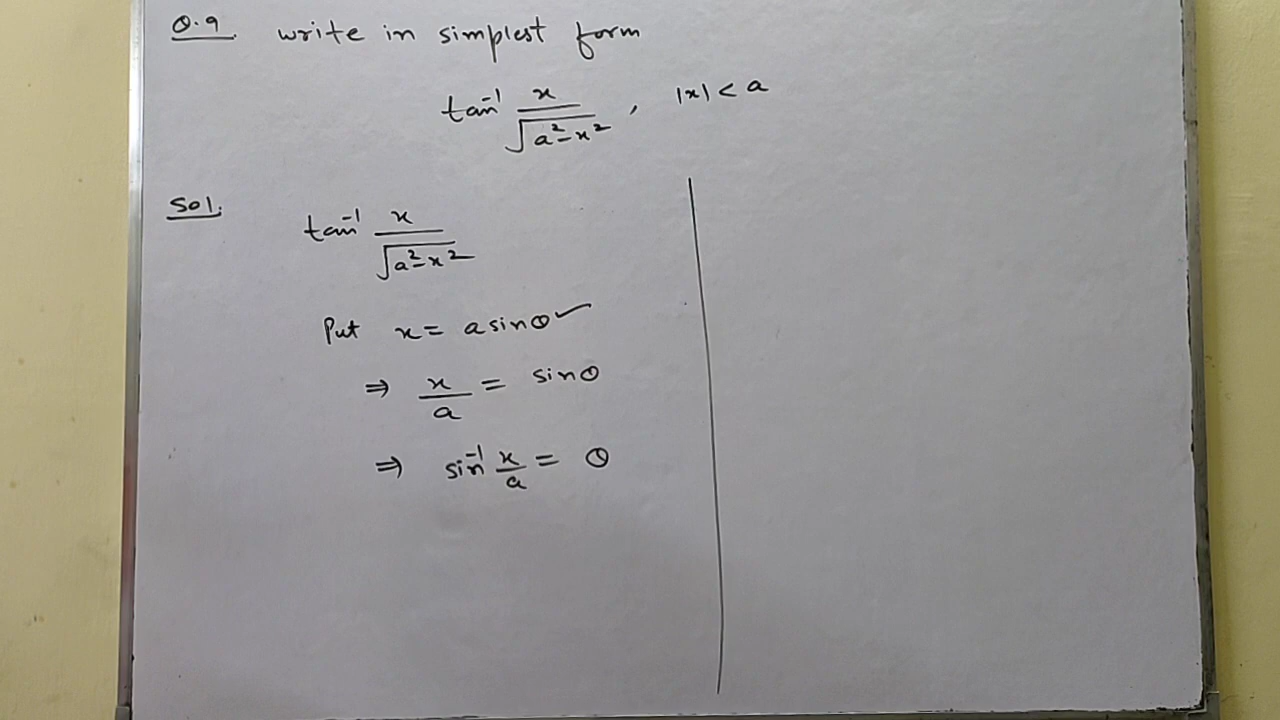 Q.9. write in simplest form
tan⁻¹ x/√(a²-x²), |x| < a
Sol.
tan⁻¹ x/√(a²-x²)
Put x = a sinθ ✓
⇒ x/a = sinθ
⇒ sin⁻¹ x/a = θ